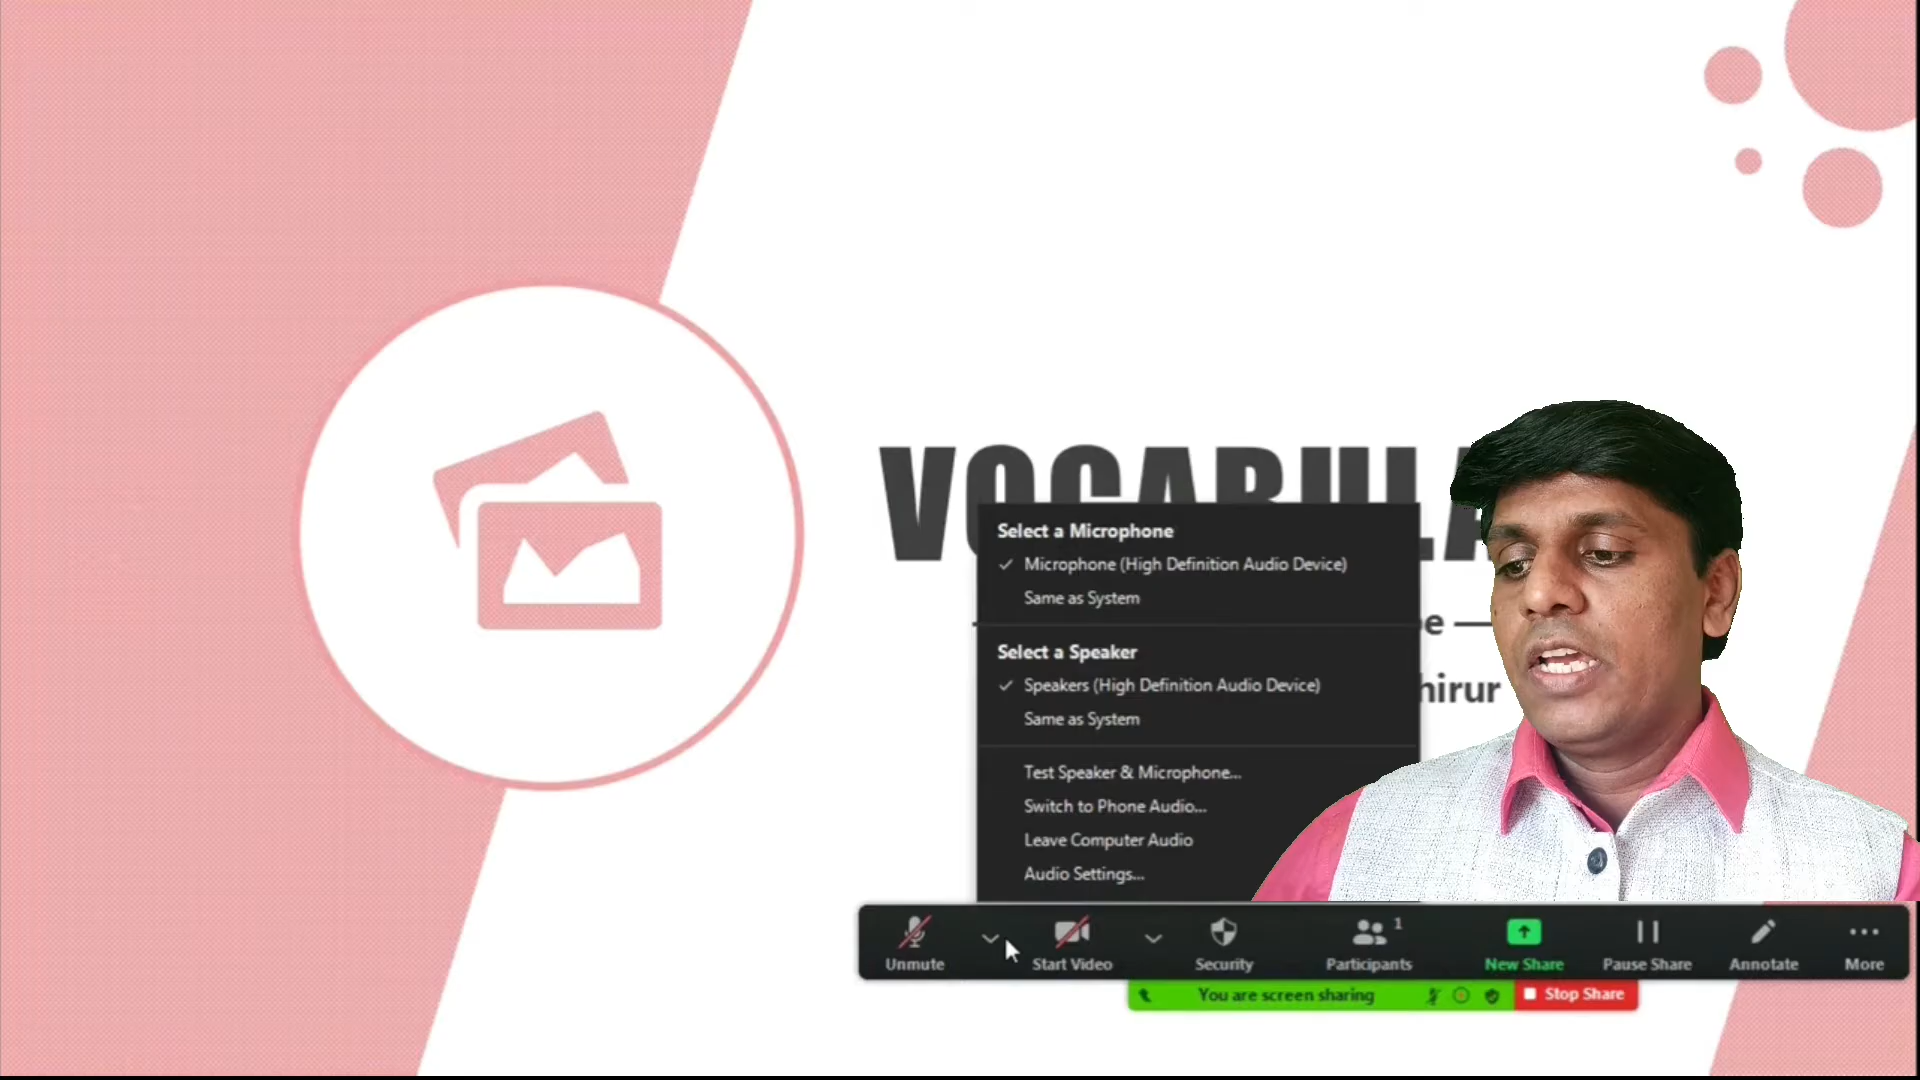 Select a Microphone
Microphone (High Definition Audio Device)
Same as System
Select a Speaker
Speakers (High Definition Audio Device)
Same as System
Test Speaker & Microphone...
Switch to Phone Audio...
Leave Computer Audio
Audio Settings...
Unmute
Start Video
Security
Participants 1
New Share
Pause Share
Annotate
More
You are screen sharing
Stop Share